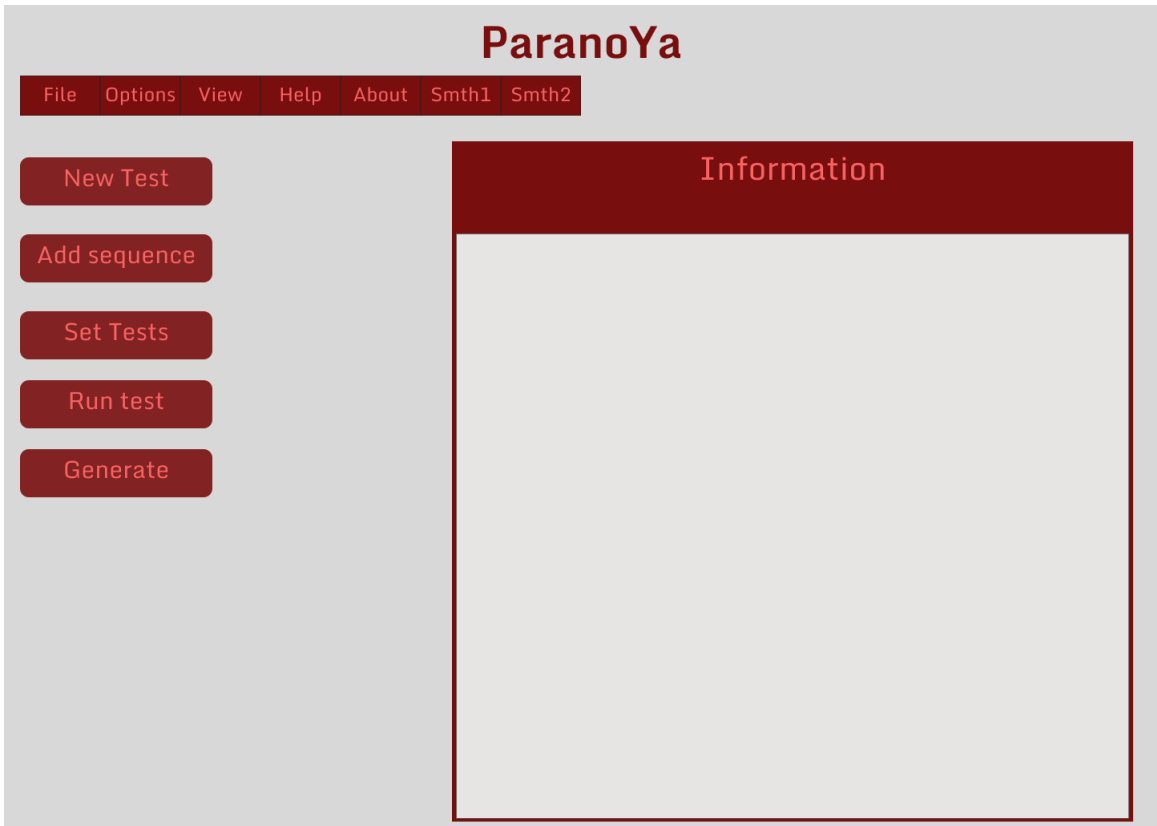 ParanoYa
File Options View Help About Smth1 Smth2
New Test
Add sequence
Set Tests
Run test
Generate
Information